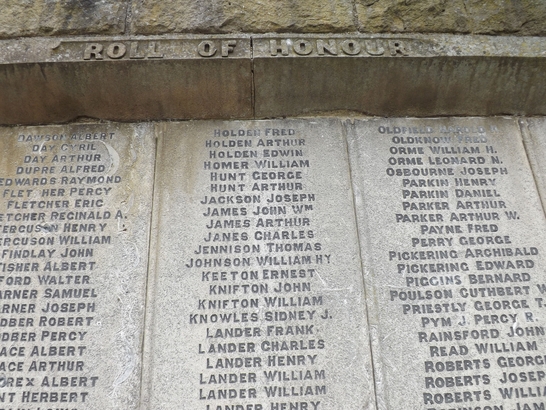 ROLL OF HONOUR
DAWSON ALBERT
DAY CYRIL
DAY ARTHUR
DUPRE ALFRED
EDWARDS RAYMOND
FLETCHER PERCY
FLETCHER ERIC
FLETCHER REGINALD A.
FERGUSON HENRY
FERGUSON WILLIAM
FINDLAY JOHN
FISHER ALBERT
FORD WALTER
SAMUEL
JOSEPH
ROBERT
PERCY
ALBERT
ARTHUR
ALBERT
HERBERT
HOLDEN FRED
HOLDEN ARTHUR
HOLDEN EDWIN
HOMER WILLIAM
HUNT GEORGE
HUNT ARTHUR
JACKSON JOSEPH
JAMES JOHN WM
JAMES ARTHUR
JANES CHARLES
JENNISON THOMAS
JOHNSON WILLIAM HY
KEETON ERNEST
KNIFTON JOHN
KNIFTON WILLIAM
KNOWLES SIDNEY J.
LANDER FRANK
LANDER CHARLES
LANDER HENRY
LANDER WILLIAM
LANDER WILLIAM
LANDER HENRY
OLDFIELD
OLDKNOW FRED
ORME WILLIAM H.
ORME LEONARD N.
OSBOURNE JOSEPH
PARKIN HENRY
PARKIN DANIEL
PARKER ARTHUR
PARKER ARTHUR W.
PAYNE FRED
PERRY GEORGE
PICKERING ARCHIBALD
PICKERING EDWARD
PIGGINS BERNARD
POULSON CUTHBERT W
PRIESTLY GEORGE T.
PYM J. PERCY R.
RAINSFORD JOHN
READ WILLIAM
ROBERTS GEORGE
ROBERTS JOSEPH
ROBERTS WILLIAM